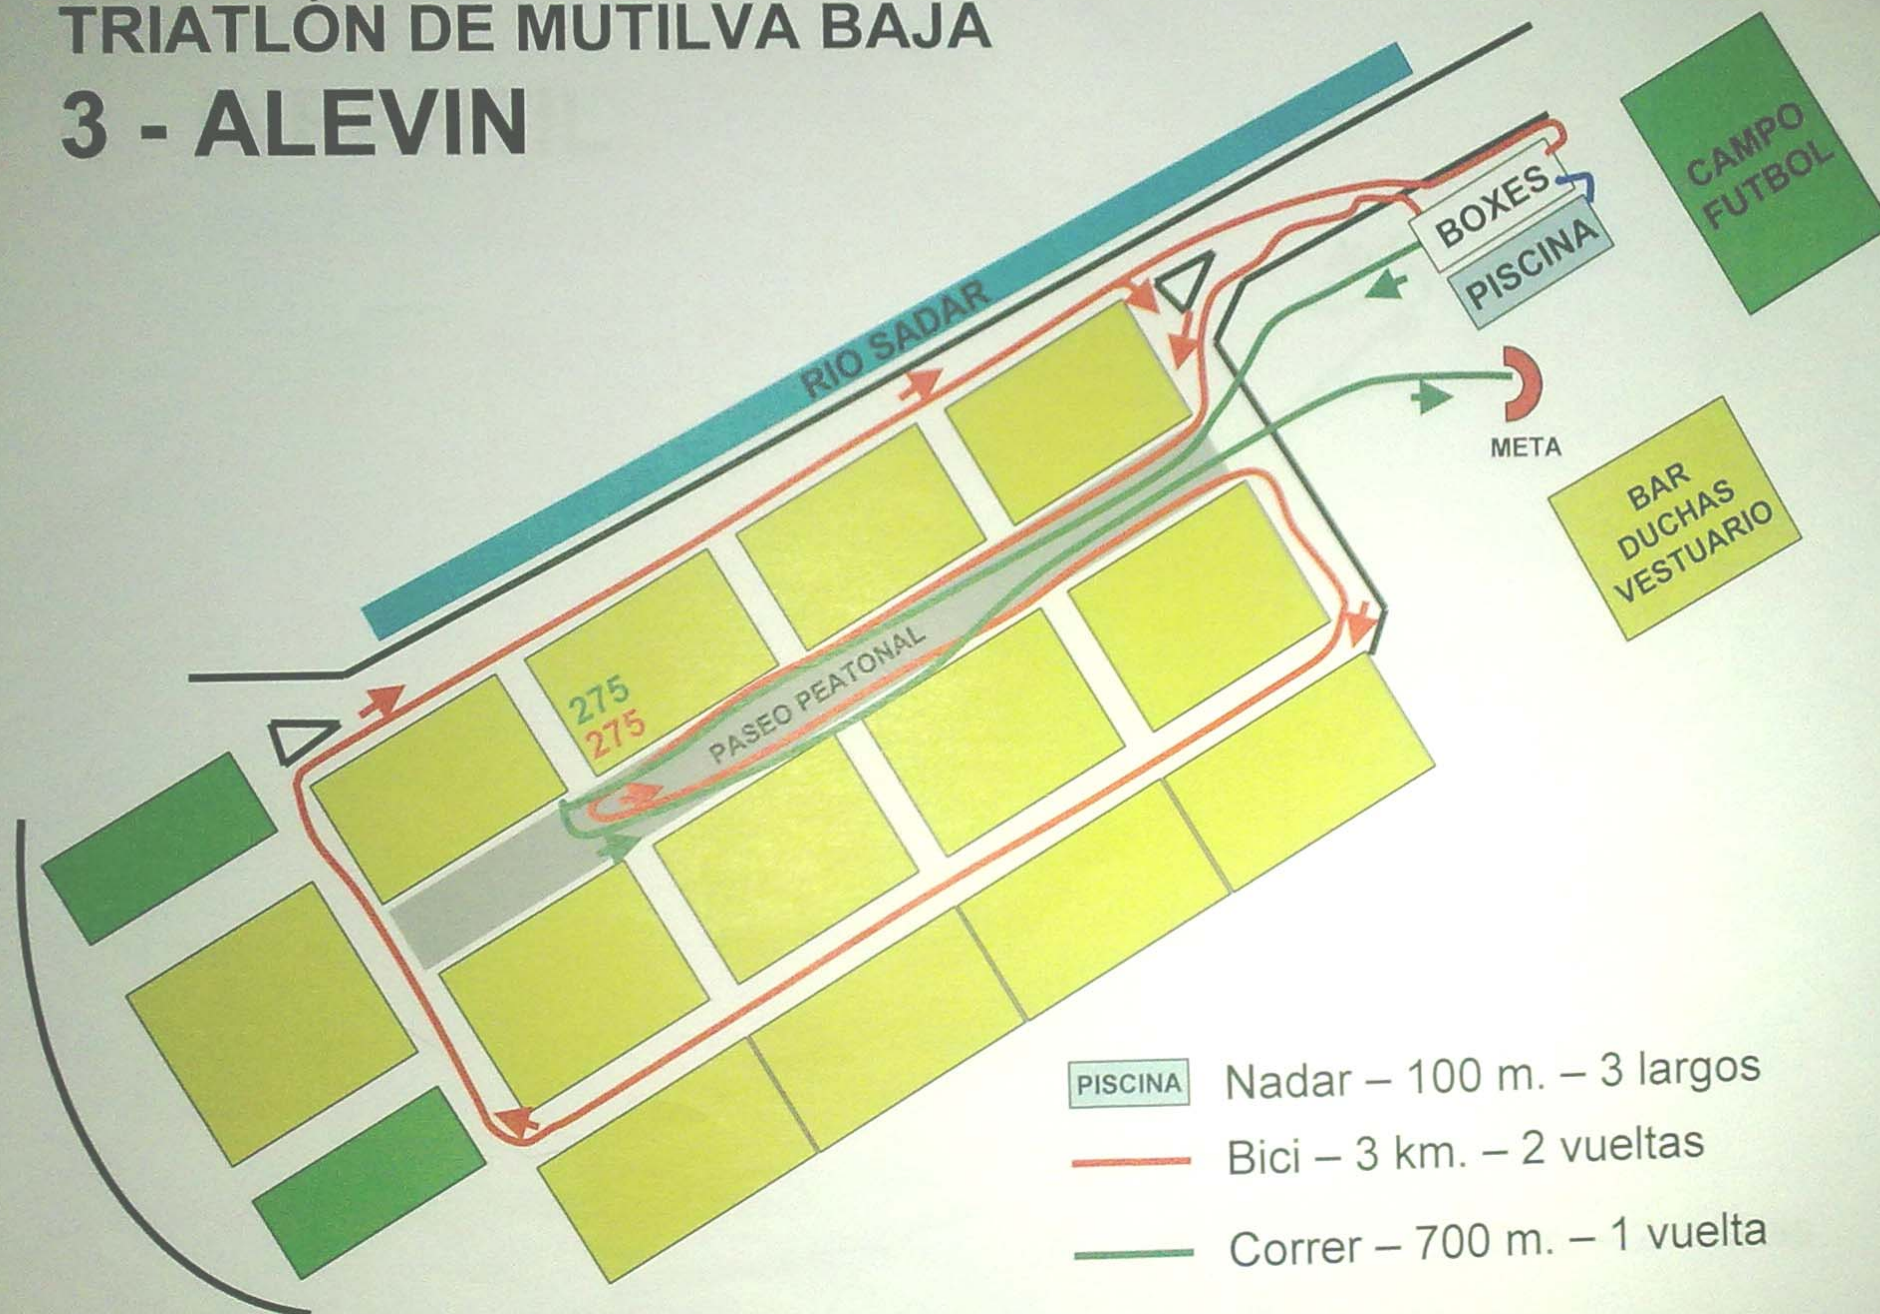 TRIATLÓN DE MUTILVA BAJA
3 - ALEVIN
CAMPO
FUTBOL
BOXES
PISCINA
RIO SADAR
META
BAR
DUCHAS
VESTUARIO
PASEO PEATONAL
275
275
PISCINA
Nadar – 100 m. – 3 largos
Bici – 3 km. – 2 vueltas
Correr – 700 m. – 1 vuelta